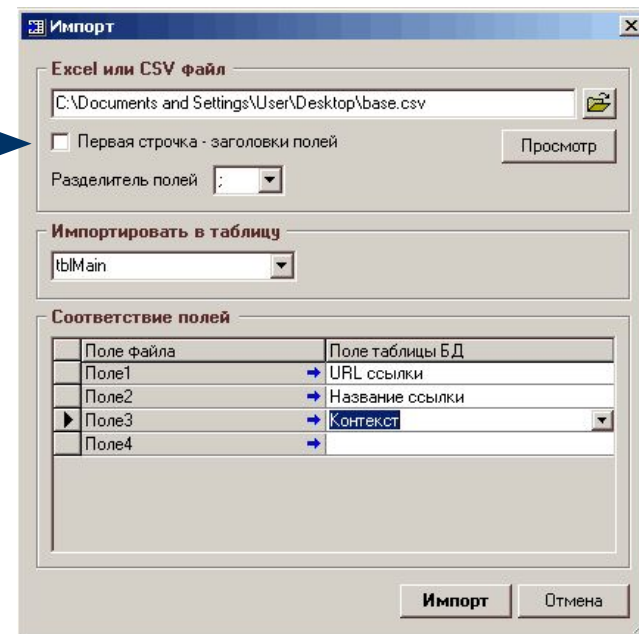 Импорт
Excel или CSV файл
C:\Documents and Settings\User\Desktop\base.csv
Первая строчка - заголовки полей
Просмотр
Разделитель полей ;
Импортировать в таблицу
tblMain
Соответствие полей
Поле файла Поле таблицы БД
Поле1 URL ссылки
Поле2 Название ссылки
Поле3 Контекст
Поле4
Импорт Отмена